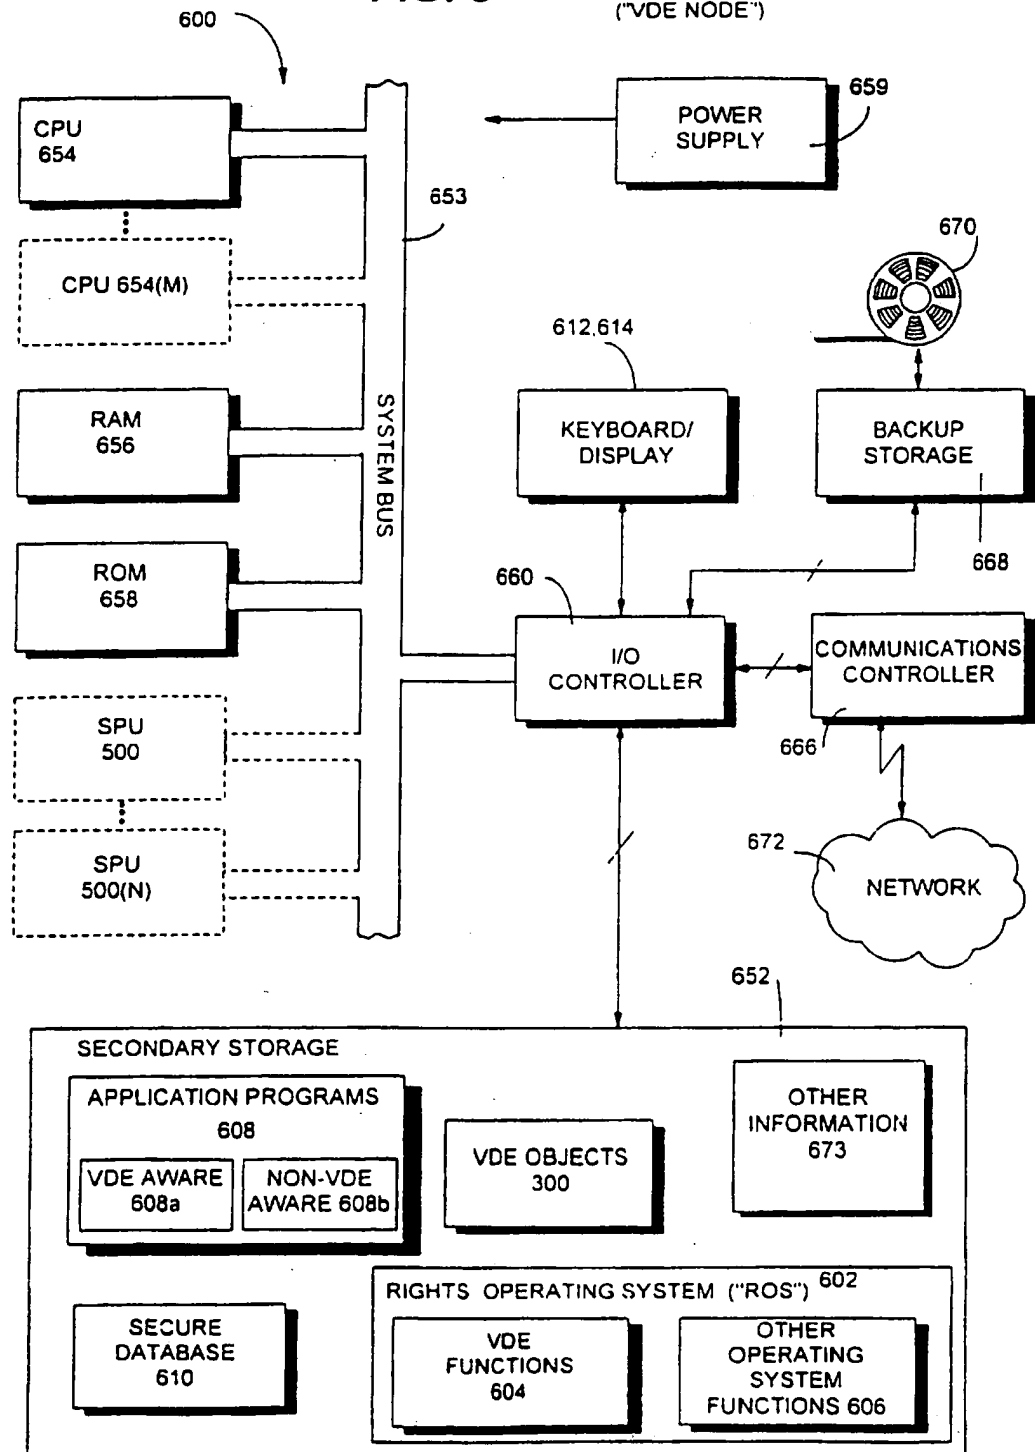 ("VDE NODE")
600
CPU
654
CPU 654(M)
RAM
656
ROM
658
SPU
500
SPU
500(N)
SYSTEM BUS
653
POWER
SUPPLY
659
670
612,614
KEYBOARD/
DISPLAY
BACKUP
STORAGE
668
660
I/O
CONTROLLER
COMMUNICATIONS
CONTROLLER
666
672
NETWORK
652
SECONDARY STORAGE
APPLICATION PROGRAMS
608
VDE AWARE
608a
NON-VDE
AWARE 608b
VDE OBJECTS
300
OTHER
INFORMATION
673
SECURE
DATABASE
610
RIGHTS OPERATING SYSTEM ("ROS") 602
VDE
FUNCTIONS
604
OTHER
OPERATING
SYSTEM
FUNCTIONS 606